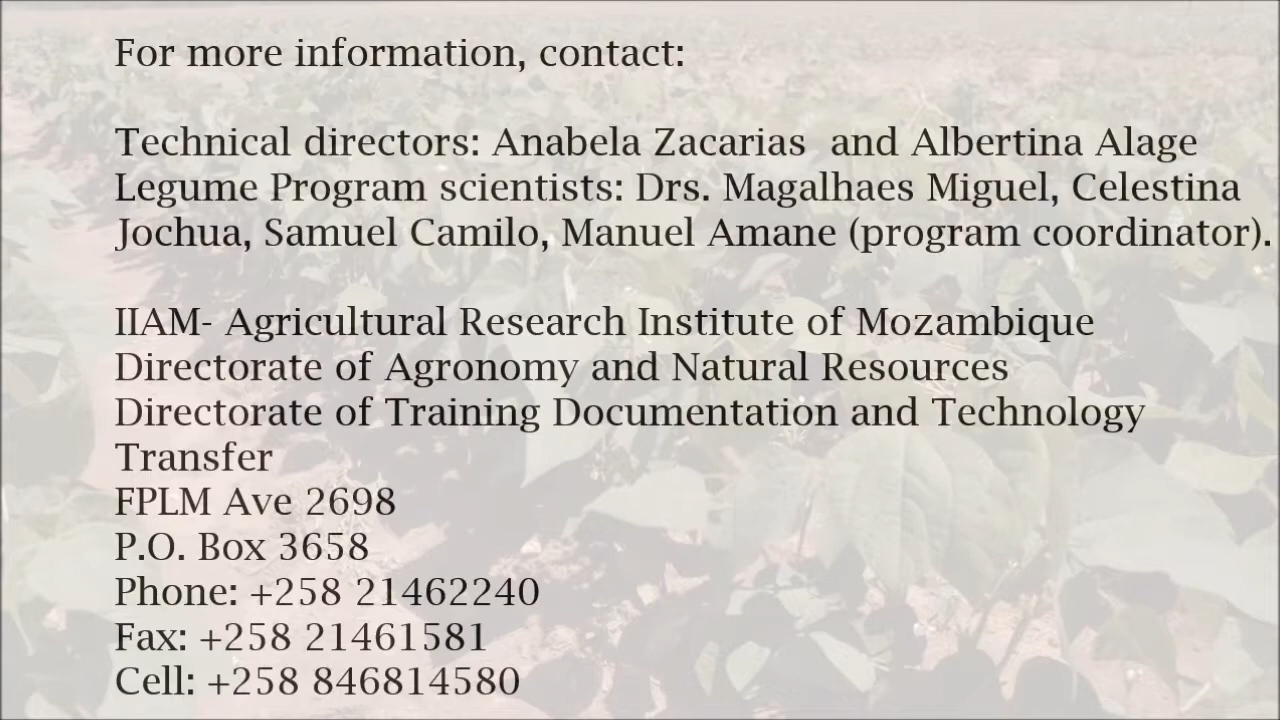 For more information, contact:
Technical directors: Anabela Zacarias  and Albertina Alage
Legume Program scientists: Drs. Magalhaes Miguel, Celestina
Jochua, Samuel Camilo, Manuel Amane (program coordinator).
IIAM- Agricultural Research Institute of Mozambique
Directorate of Agronomy and Natural Resources
Directorate of Training Documentation and Technology
Transfer
FPLM Ave 2698
P.O. Box 3658
Phone: +258 21462240
Fax: +258 21461581
Cell: +258 846814580